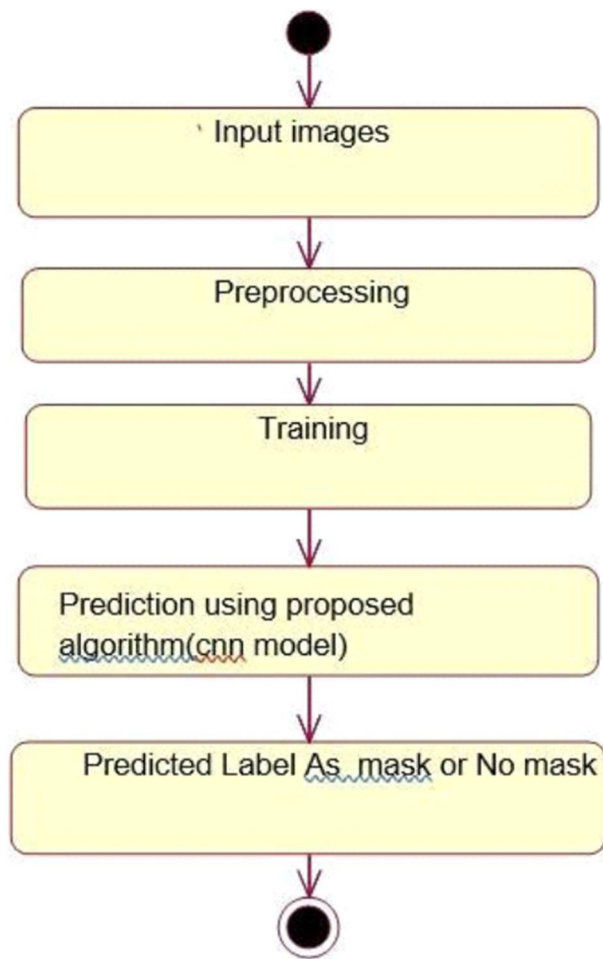 Input images
Preprocessing
Training
Prediction using proposed
algorithm(cnn model)
Predicted Label As mask or No mask